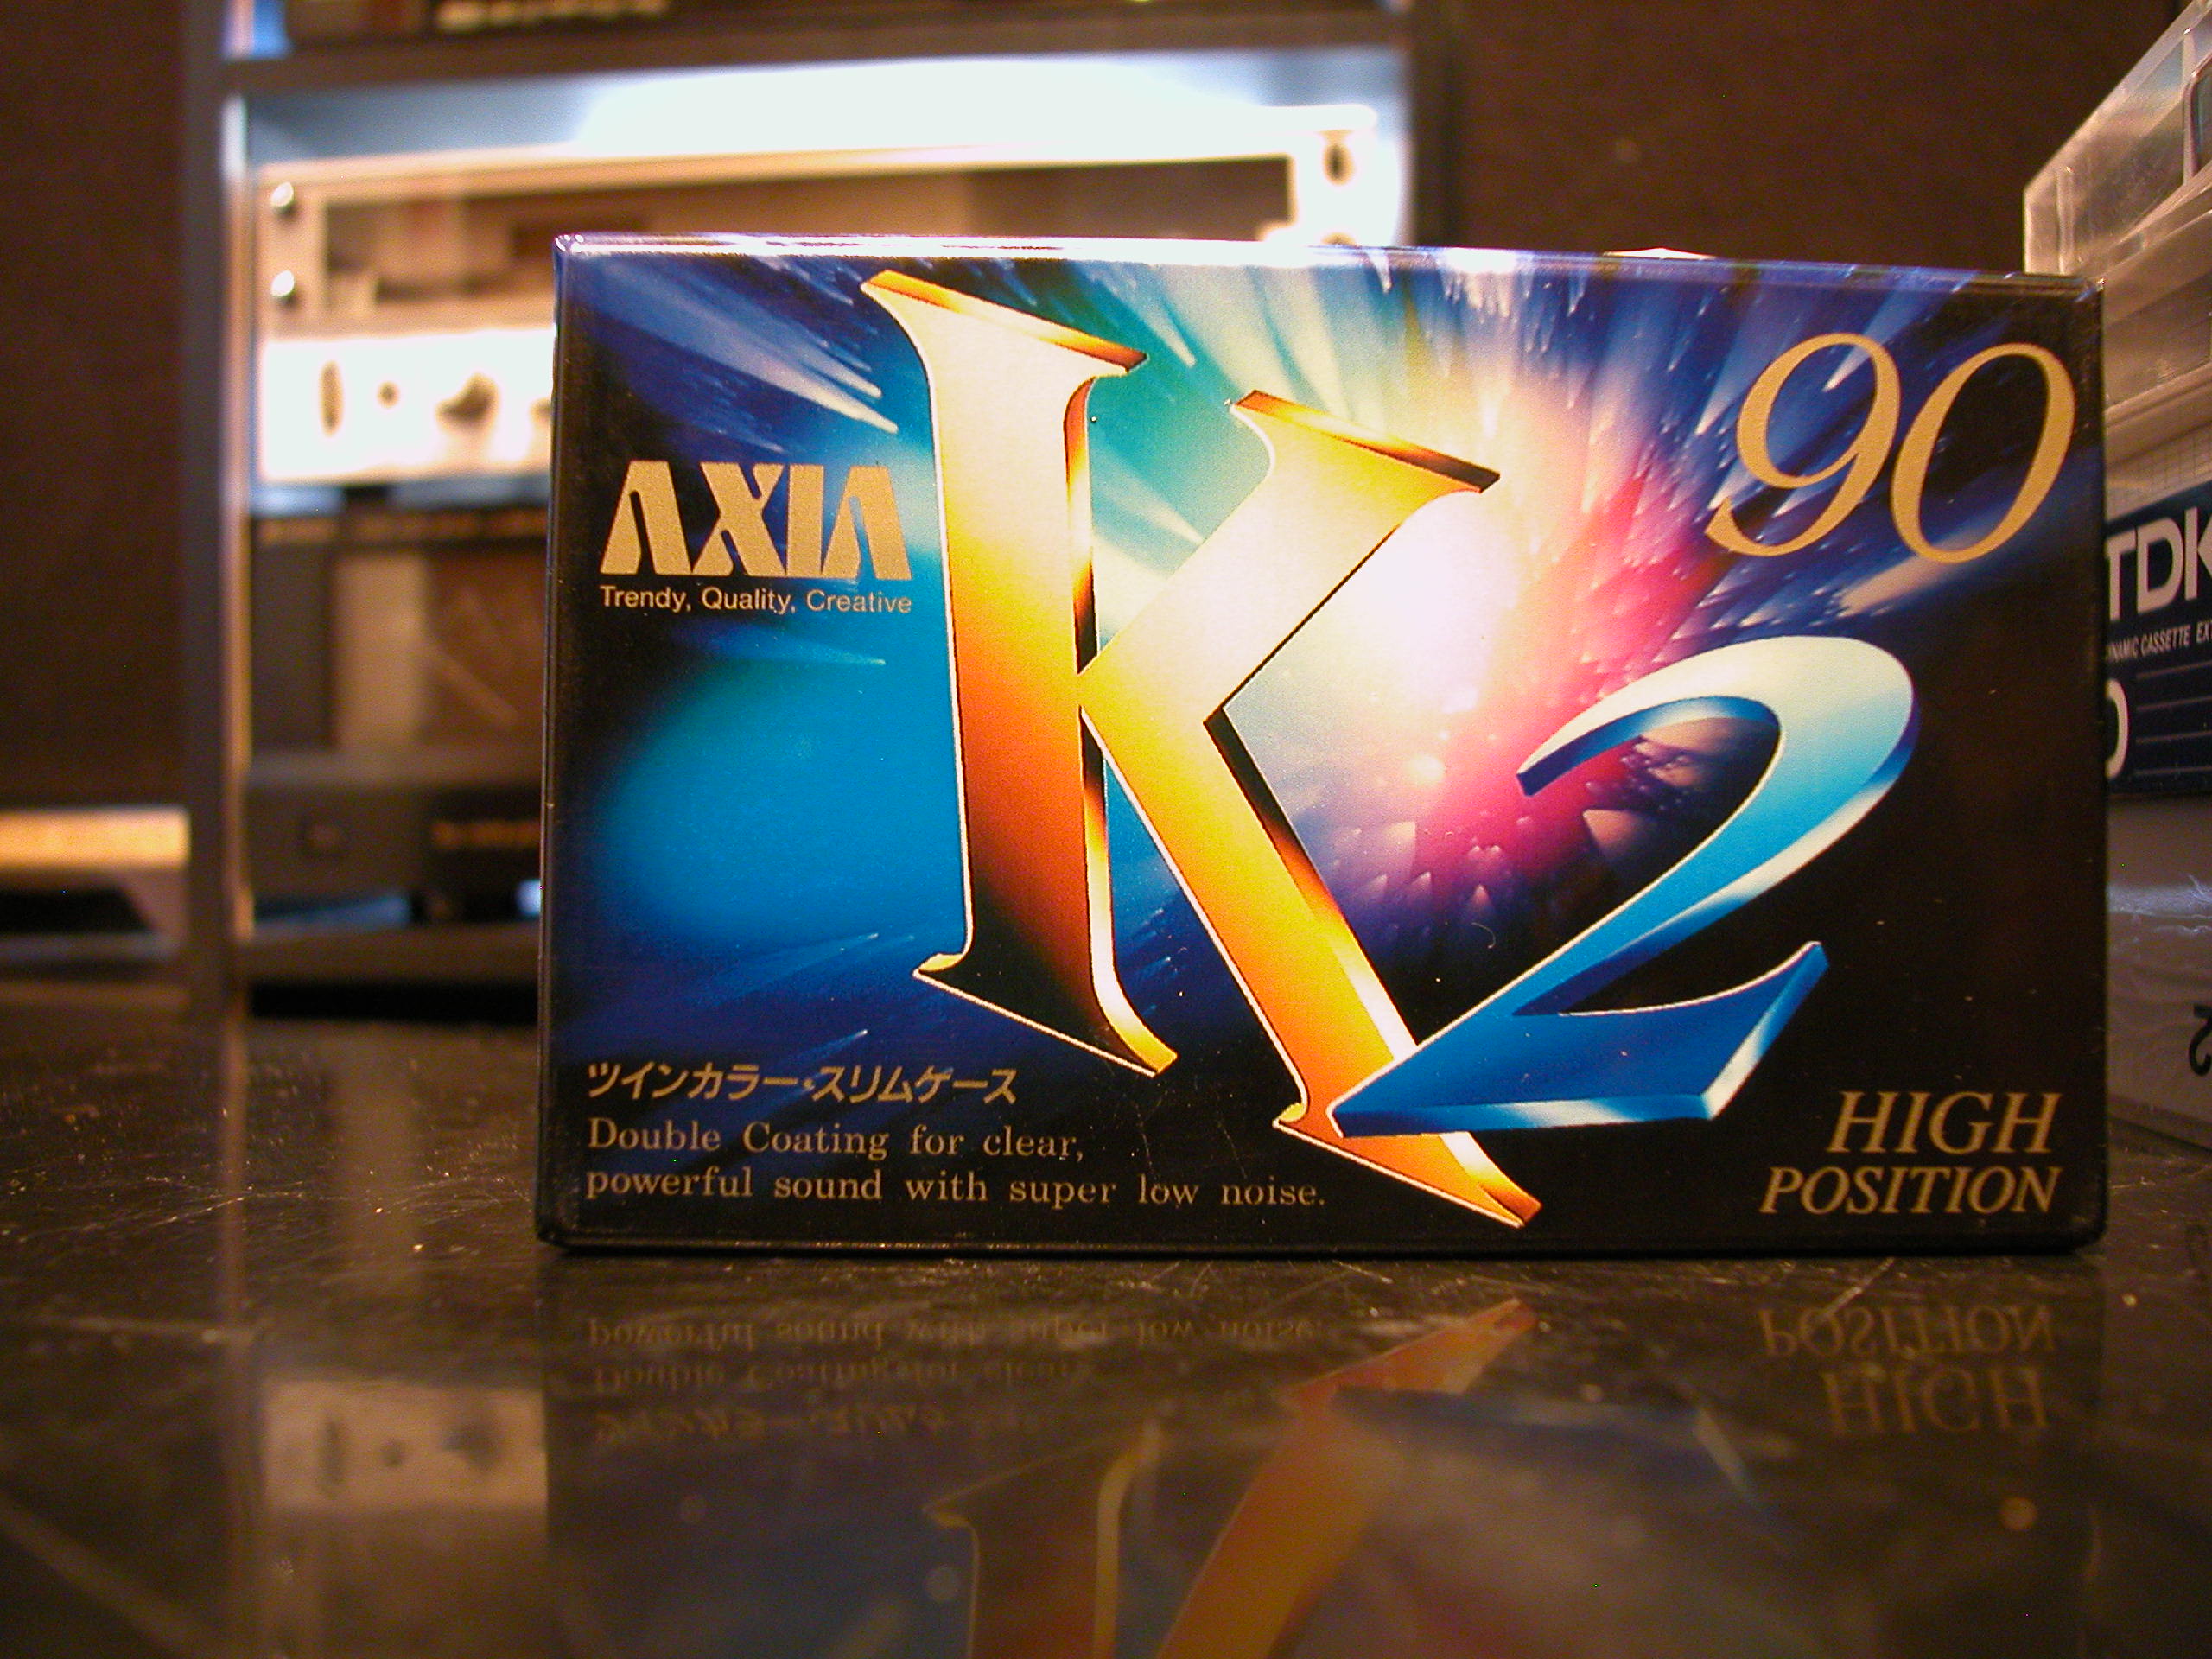 AXIA
Trendy, Quality, Creative
K2
90
ツインカラー・スリムケース
Double Coating for clear,
powerful sound with super low noise.
HIGH
POSITION
TDK
CASSETTE